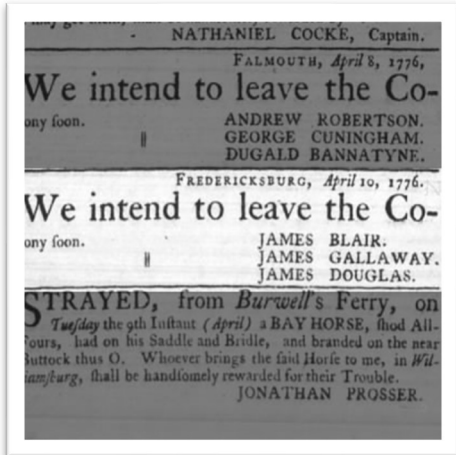 NATHANIEL COCKE, Captain.
FALMOUTH, April 8, 1776,
We intend to leave the Co-
ony ſoon. ANDREW ROBERTSON.
‖ GEORGE CUNINGHAM.
DUGALD BANNATYNE.
FREDERICKSBURG, April 10, 1776.
We intend to leave the Co-
ony ſoon. JAMES BLAIR.
‖ JAMES GALLAWAY.
JAMES DOUGLAS.
STRAYED, from Burwell's Ferry, on
Tueſday the 9th Inſtant (April) a BAY HORSE, ſhod All-
ours, had on his Saddle and Bridle, and branded on the near
Buttock thus O. Whoever brings the ſaid Horſe to me, in Wil-
iamſburg, ſhall be handſomely rewarded for their Trouble.
JONATHAN PROSSER.